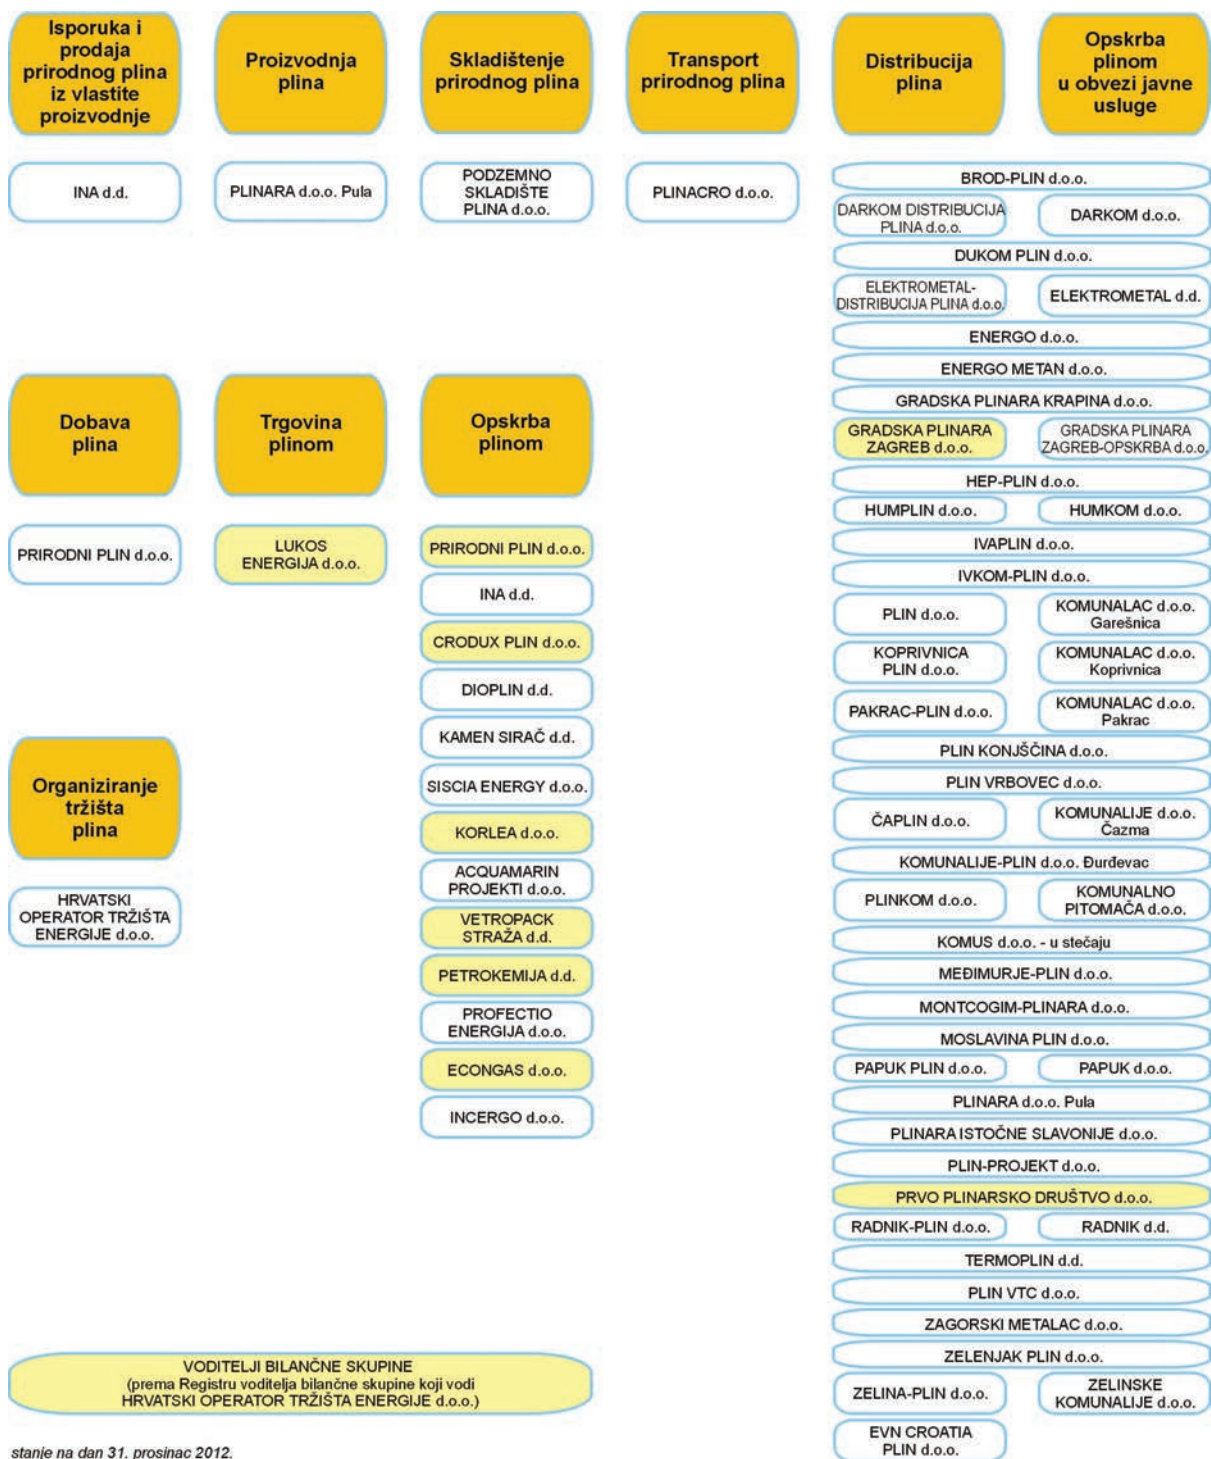 Isporuka i
prodaja
prirodnog plina
iz vlastite
proizvodnje
Proizvodnja
plina
Skladištenje
prirodnog plina
Transport
prirodnog plina
Distribucija
plina
Opskrba
plinom
u obvezi javne
usluge
INA d.d.
PLINARA d.o.o. Pula
PODZEMNO
SKLADIŠTE
PLINA d.o.o.
PLINACRO d.o.o.
BROD-PLIN d.o.o.
DARKOM DISTRIBUCIJA
PLINA d.o.o.
DARKOM d.o.o.
DUKOM PLIN d.o.o.
ELEKTROMETAL-
DISTRIBUCIJA PLINA d.o.o.
ELEKTROMETAL d.d.
ENERGO d.o.o.
ENERGO METAN d.o.o.
GRADSKA PLINARA KRAPINA d.o.o.
GRADSKA PLINARA
ZAGREB d.o.o.
GRADSKA PLINARA
ZAGREB-OPSKRBA d.o.o.
HEP-PLIN d.o.o.
HUMPLIN d.o.o.
HUMKOM d.o.o.
IVAPLIN d.o.o.
IVKOM-PLIN d.o.o.
PLIN d.o.o.
KOMUNALAC d.o.o.
Garešnica
KOPRIVNICA
PLIN d.o.o.
KOMUNALAC d.o.o.
Koprivnica
PAKRAC-PLIN d.o.o.
KOMUNALAC d.o.o.
Pakrac
PLIN KONJŠČINA d.o.o.
PLIN VRBOVEC d.o.o.
ČAPLIN d.o.o.
KOMUNALIJE d.o.o.
Čazma
KOMUNALIJE-PLIN d.o.o. Đurđevac
PLINKOM d.o.o.
KOMUNALNO
PITOMAČA d.o.o.
KOMUS d.o.o. - u stečaju
MEĐIMURJE-PLIN d.o.o.
MONTCOGIM-PLINARA d.o.o.
MOSLAVINA PLIN d.o.o.
PAPUK PLIN d.o.o.
PAPUK d.o.o.
PLINARA d.o.o. Pula
PLINARA ISTOČNE SLAVONIJE d.o.o.
PLIN-PROJEKT d.o.o.
PRVO PLINARSKO DRUŠTVO d.o.o.
RADNIK-PLIN d.o.o.
RADNIK d.d.
TERMOPLIN d.d.
PLIN VTC d.o.o.
ZAGORSKI METALAC d.o.o.
ZELENJAK PLIN d.o.o.
ZELINA-PLIN d.o.o.
ZELINSKE
KOMUNALIJE d.o.o.
EVN CROATIA
PLIN d.o.o.
Dobava
plina
Trgovina
plinom
Opskrba
plinom
PRIRODNI PLIN d.o.o.
LUKOS
ENERGIJA d.o.o.
PRIRODNI PLIN d.o.o.
INA d.d.
CRODUX PLIN d.o.o.
DIOPLIN d.d.
KAMEN SIRAČ d.d.
SISCIA ENERGY d.o.o.
KORLEA d.o.o.
ACQUAMARIN
PROJEKTI d.o.o.
VETROPACK
STRAŽA d.d.
PETROKEMIJA d.d.
PROFECTIO
ENERGIJA d.o.o.
ECONGAS d.o.o.
INCERGO d.o.o.
Organiziranje
tržišta
plina
HRVATSKI
OPERATOR TRŽIŠTA
ENERGIJE d.o.o.
VODITELJI BILANČNE SKUPINE
(prema Registru voditelja bilančne skupine koji vodi
HRVATSKI OPERATOR TRŽIŠTA ENERGIJE d.o.o.)
stanje na dan 31. prosinac 2012.